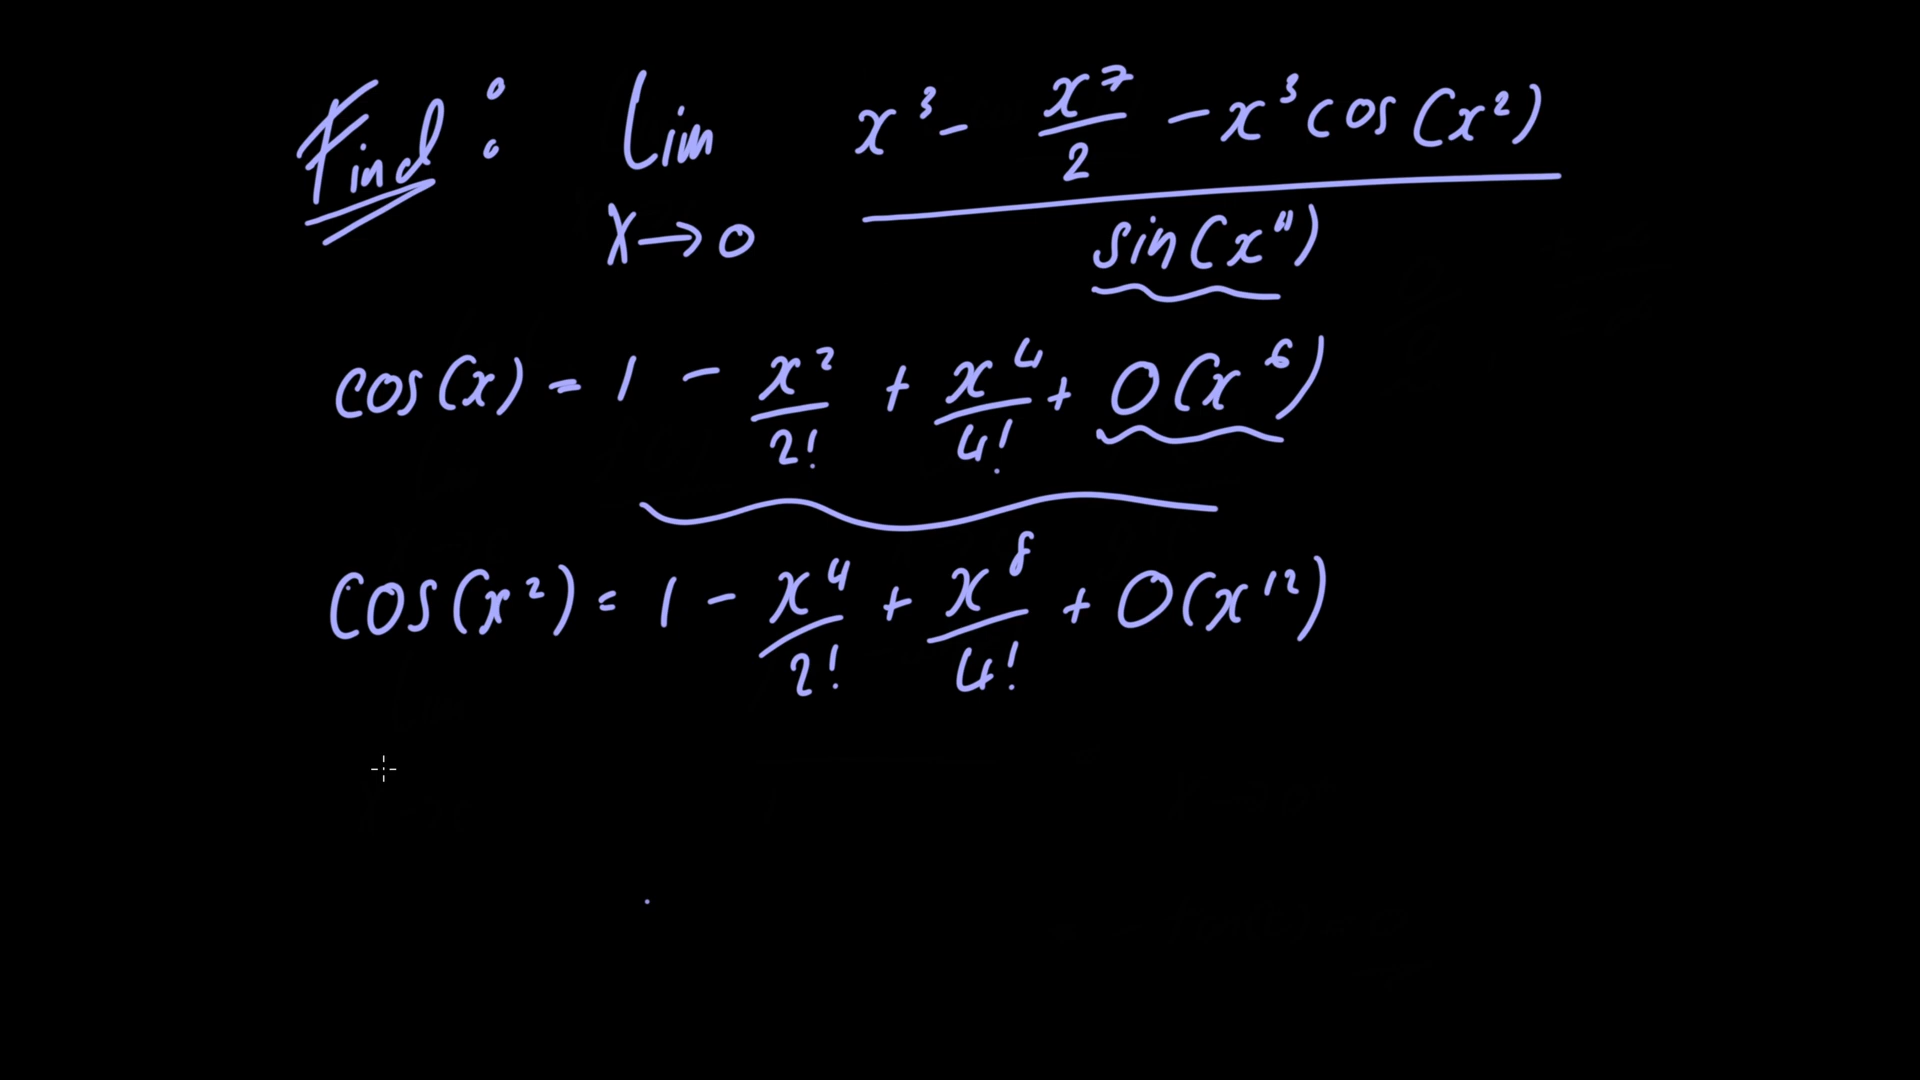 Find: Lim x→0 (x³ - x⁷/2 - x³cos(x²)) / sin(x¹¹)
cos(x) = 1 - x²/2! + x⁴/4! + O(x⁶)
cos(x²) = 1 - x⁴/2! + x⁸/4! + O(x¹²)